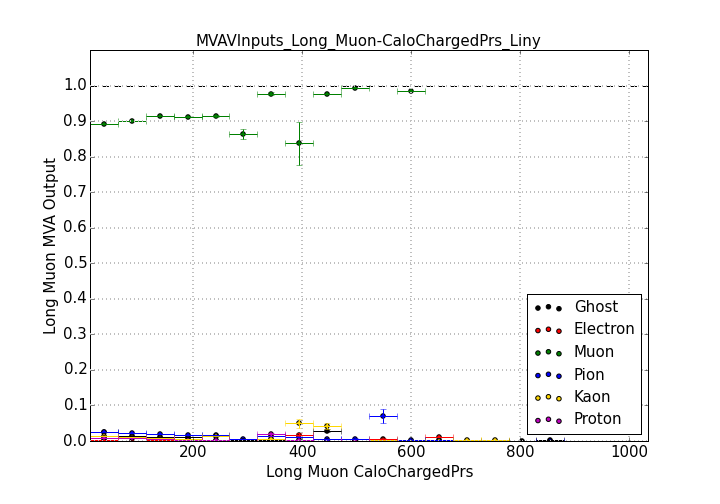 MVAVInputs_Long_Muon-CaloChargedPrs_Liny
Long Muon MVA Output
1.0
0.9
0.8
0.7
0.6
0.5
0.4
0.3
0.2
0.1
0.0
200
400
600
800
1000
Long Muon CaloChargedPrs
Ghost
Electron
Muon
Pion
Kaon
Proton